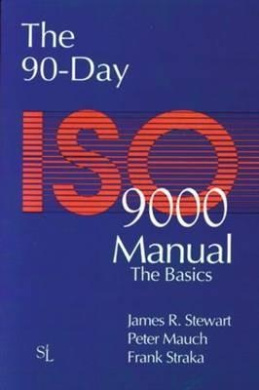 The
90-Day
ISO
9000
Manual
The Basics
James R. Stewart
Peter Mauch
Frank Straka
SL